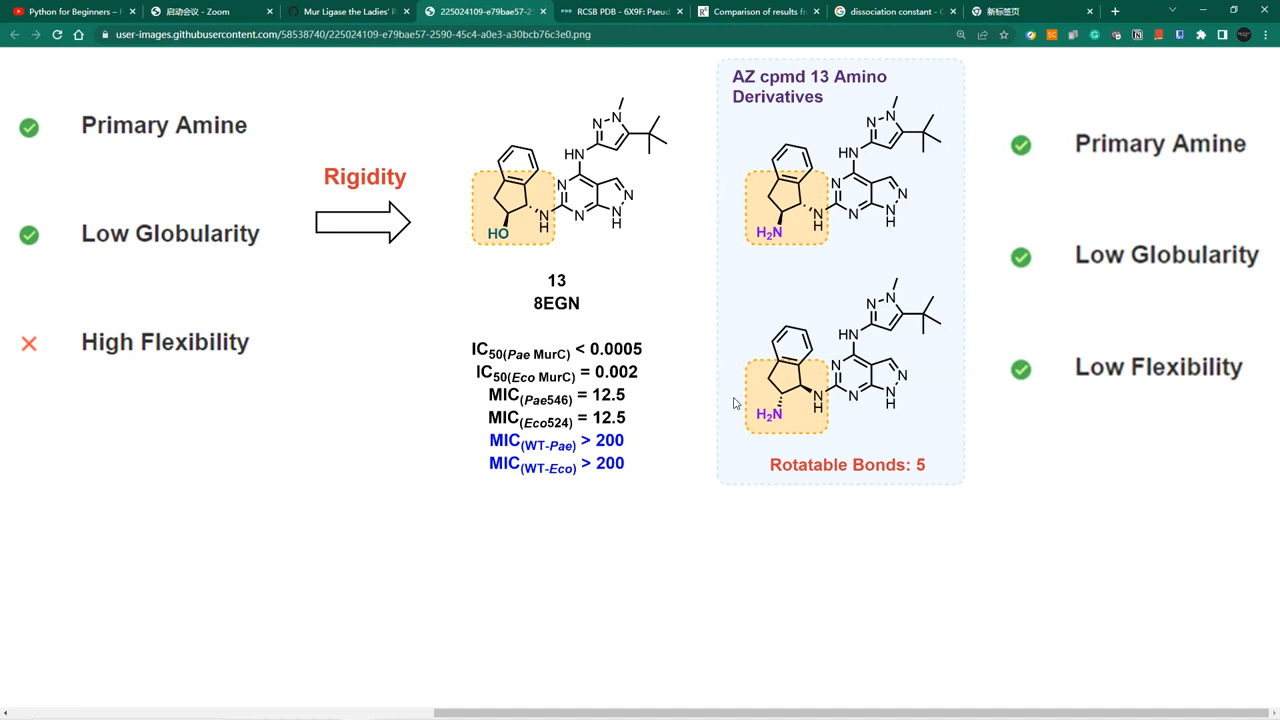 Python for Beginners – 
启动会议 - Zoom
Mur Ligase the Ladies' P
225024109-e79bae57-2
RCSB PDB - 6X9F: Pseud
Comparison of results f
dissociation constant - 
新标签页
user-images.githubusercontent.com/58538740/225024109-e79bae57-2590-45c4-a0e3-a30bcb76c3e0.png
Primary Amine
Low Globularity
High Flexibility
Rigidity
N
N
HN
N
N
N
N
H
N
N
H
HO
13
8EGN
IC50(Pae MurC) < 0.0005
IC50(Eco MurC) = 0.002
MIC(Pae546) = 12.5
MIC(Eco524) = 12.5
MIC(WT-Pae) > 200
MIC(WT-Eco) > 200
AZ cpmd 13 Amino
Derivatives
N
N
HN
N
N
N
N
H
N
N
H
H2N
N
N
HN
N
N
N
N
H
N
N
H
H2N
Rotatable Bonds: 5
Primary Amine
Low Globularity
Low Flexibility